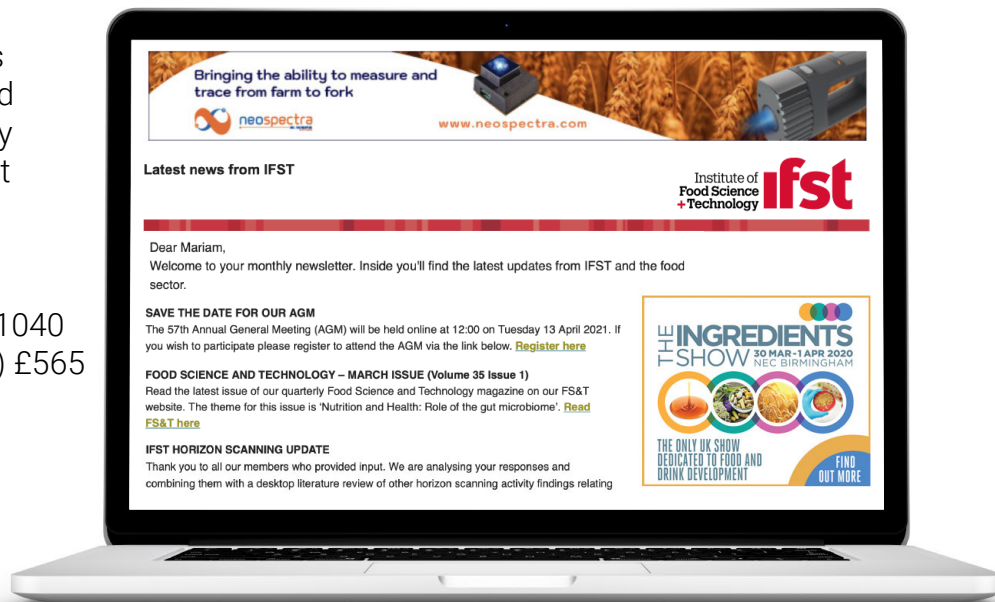 s
d
y
t
1040
) £565
Bringing the ability to measure and
trace from farm to fork
neospectra
www.neospectra.com
Latest news from IFST
Institute of
Food Science
+Technology
ifst
Dear Mariam,
Welcome to your monthly newsletter. Inside you'll find the latest updates from IFST and the food
sector.
SAVE THE DATE FOR OUR AGM
The 57th Annual General Meeting (AGM) will be held online at 12:00 on Tuesday 13 April 2021. If
you wish to participate please register to attend the AGM via the link below. Register here
FOOD SCIENCE AND TECHNOLOGY – MARCH ISSUE (Volume 35 Issue 1)
Read the latest issue of our quarterly Food Science and Technology magazine on our FS&T
website. The theme for this issue is 'Nutrition and Health: Role of the gut microbiome'. Read
FS&T here
IFST HORIZON SCANNING UPDATE
Thank you to all our members who provided input. We are analysing your responses and
combining them with a desktop literature review of other horizon scanning activity findings relating
THE
INGREDIENTS
SHOW
30 MAR - 1 APR 2020
NEC BIRMINGHAM
THE ONLY UK SHOW
DEDICATED TO FOOD AND
DRINK DEVELOPMENT
FIND
OUT MORE